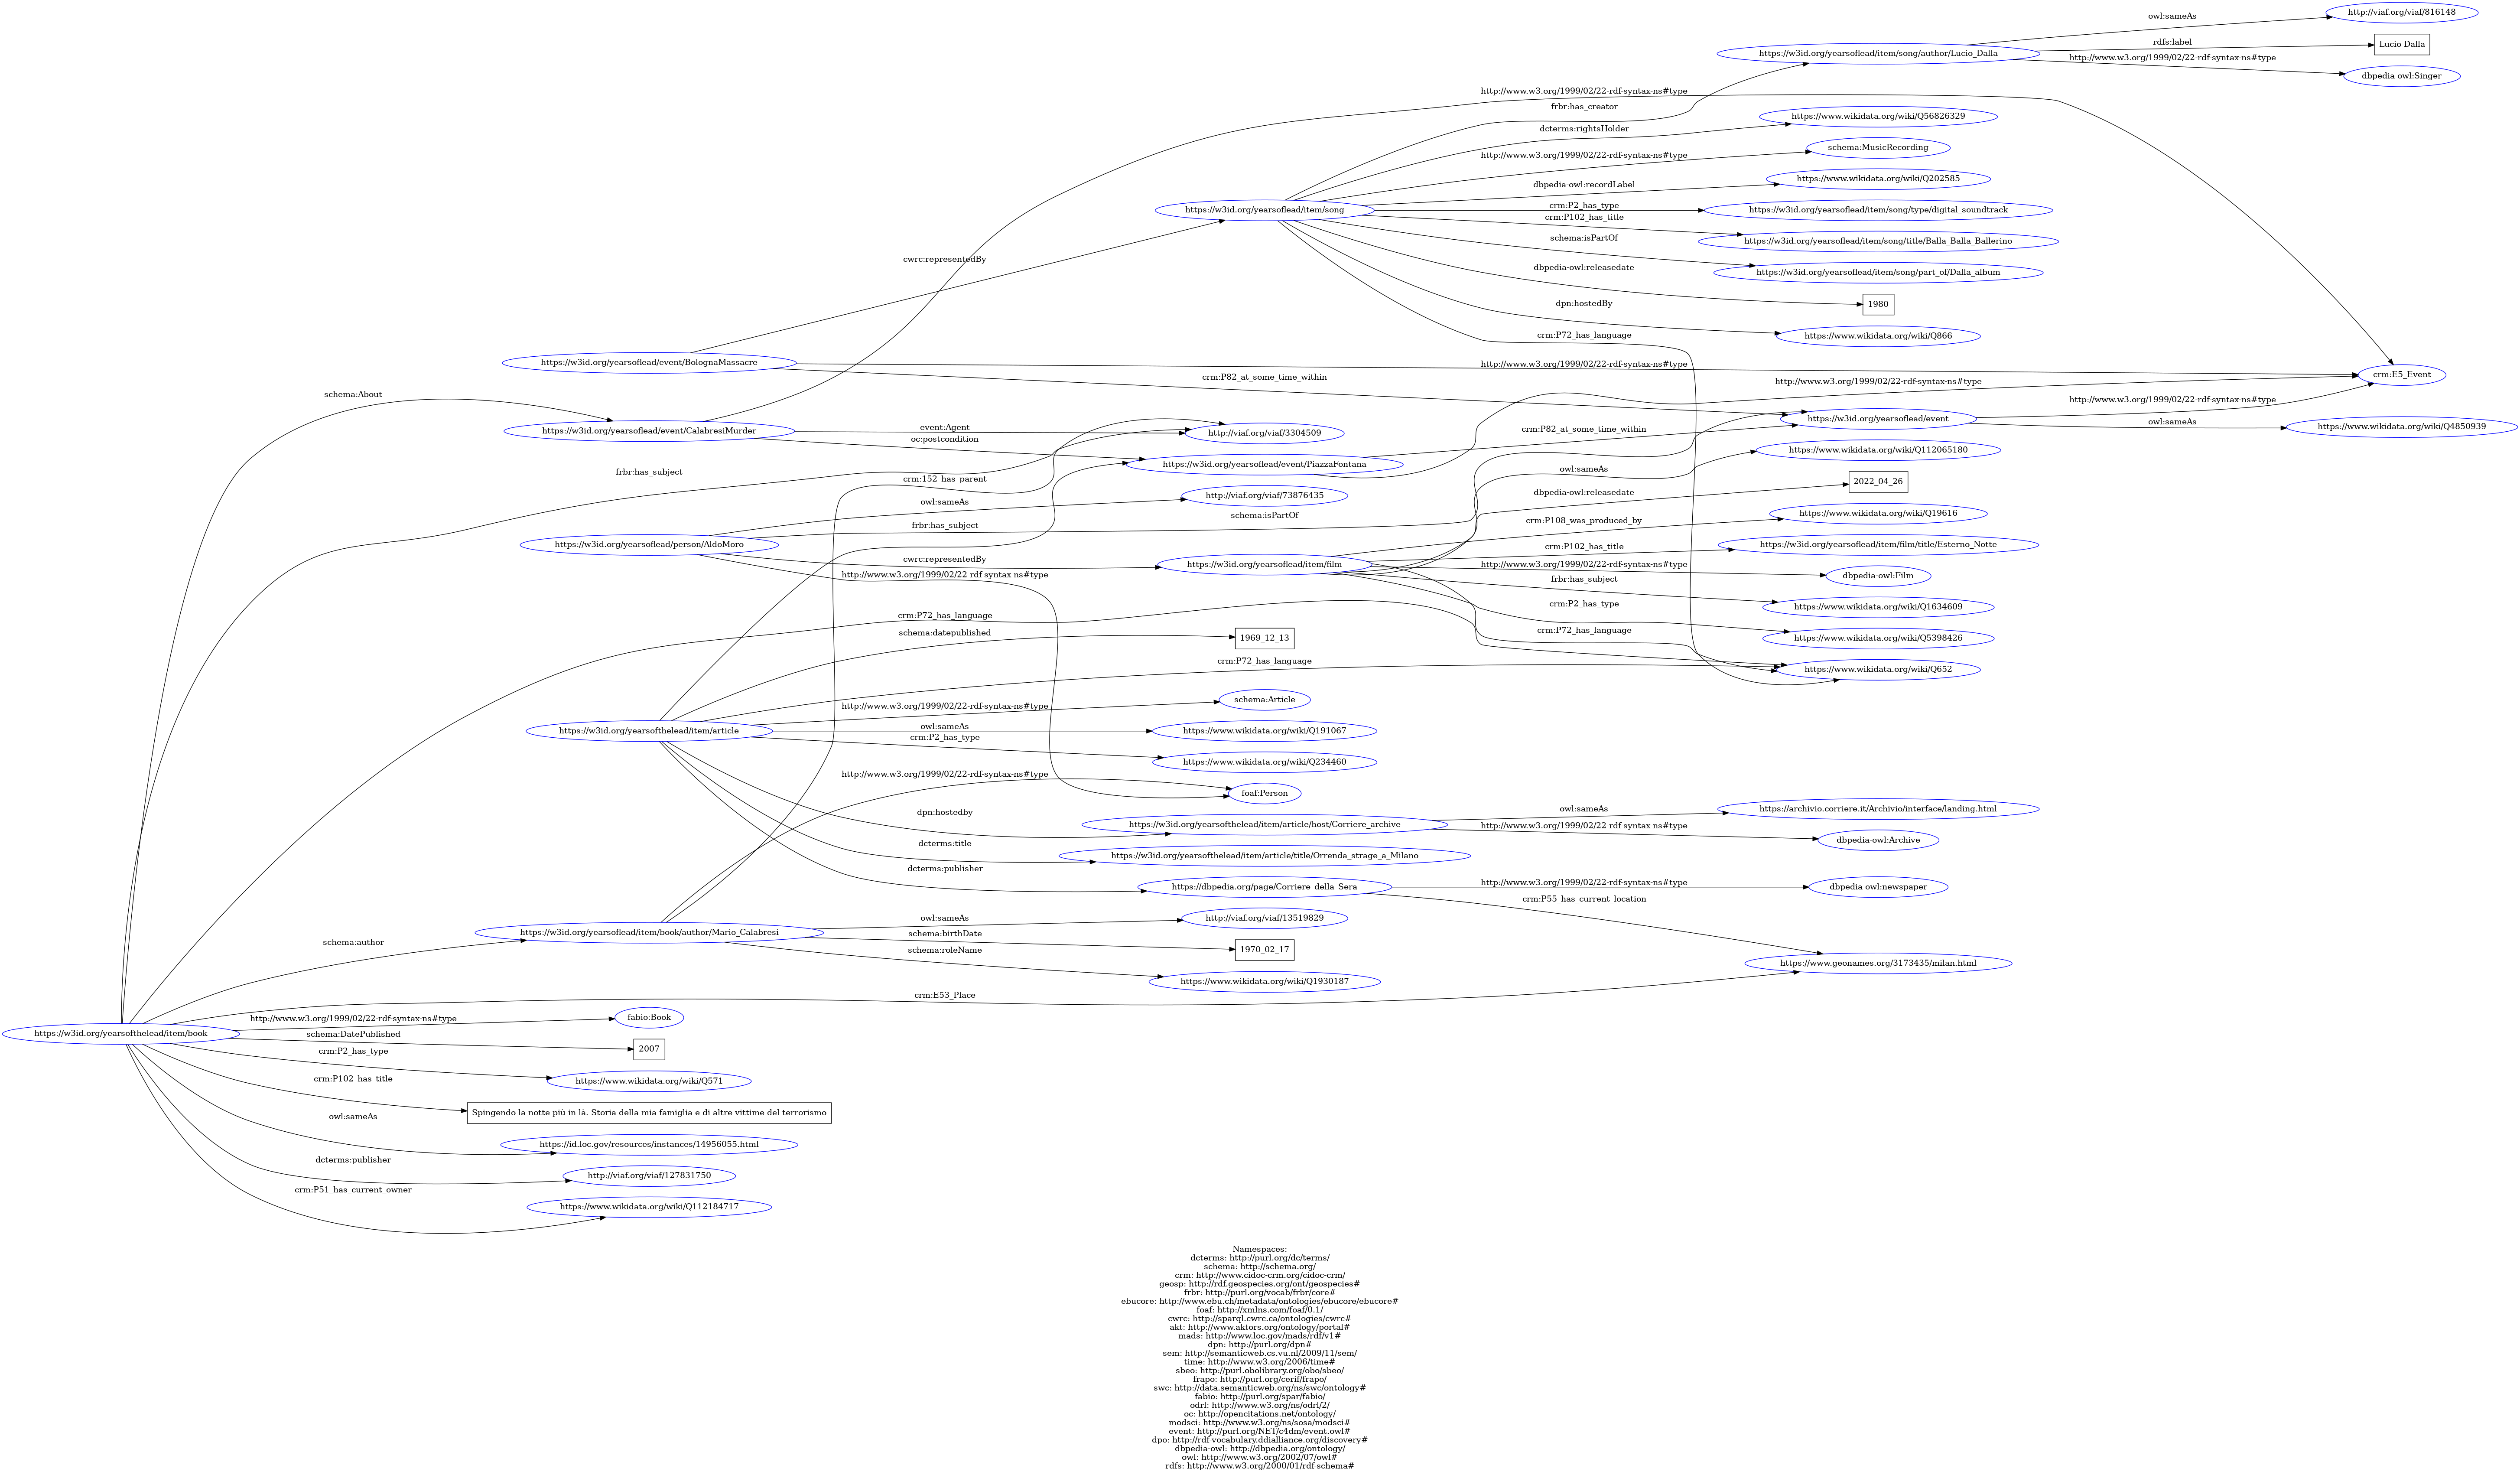 http://viaf.org/viaf/816148
owl:sameAs
Lucio Dalla
rdfs:label
https://w3id.org/yearsoflead/item/song/author/Lucio_Dalla
http://www.w3.org/1999/02/22-rdf-syntax-ns#type
dbpedia-owl:Singer
http://www.w3.org/1999/02/22-rdf-syntax-ns#type
frbr:has_creator
https://www.wikidata.org/wiki/Q56826329
dcterms:rightsHolder
schema:MusicRecording
http://www.w3.org/1999/02/22-rdf-syntax-ns#type
https://www.wikidata.org/wiki/Q202585
dbpedia-owl:recordLabel
https://w3id.org/yearsoflead/item/song
crm:P2_has_type
https://w3id.org/yearsoflead/item/song/type/digital_soundtrack
crm:P102_has_title
https://w3id.org/yearsoflead/item/song/title/Balla_Balla_Ballerino
schema:isPartOf
cwrc:representedBy
https://w3id.org/yearsoflead/item/song/part_of/Dalla_album
dbpedia-owl:releasedate
1980
dpn:hostedBy
crm:P72_has_language
https://www.wikidata.org/wiki/Q866
https://w3id.org/yearsoflead/event/BolognaMassacre
http://www.w3.org/1999/02/22-rdf-syntax-ns#type
crm:P82_at_some_time_within
http://www.w3.org/1999/02/22-rdf-syntax-ns#type
crm:E5_Event
schema:About
http://www.w3.org/1999/02/22-rdf-syntax-ns#type
https://w3id.org/yearsoflead/event
owl:sameAs
https://www.wikidata.org/wiki/Q4850939
https://w3id.org/yearsoflead/event/CalabresiMurder
event:Agent
http://viaf.org/viaf/3304509
crm:P82_at_some_time_within
oc:postcondition
https://www.wikidata.org/wiki/Q112065180
https://w3id.org/yearsoflead/event/PiazzaFontana
frbr:has_subject
owl:sameAs
crm:152_has_parent
2022_04_26
dbpedia-owl:releasedate
http://viaf.org/viaf/73876435
owl:sameAs
schema:isPartOf
https://www.wikidata.org/wiki/Q19616
crm:P108_was_produced_by
frbr:has_subject
https://w3id.org/yearsoflead/person/AldoMoro
crm:P102_has_title
https://w3id.org/yearsoflead/item/film/title/Esterno_Notte
cwrc:representedBy
https://w3id.org/yearsoflead/item/film
http://www.w3.org/1999/02/22-rdf-syntax-ns#type
dbpedia-owl:Film
http://www.w3.org/1999/02/22-rdf-syntax-ns#type
frbr:has_subject
https://www.wikidata.org/wiki/Q1634609
crm:P2_has_type
crm:P72_has_language
crm:P72_has_language
https://www.wikidata.org/wiki/Q5398426
schema:datepublished
1969_12_13
crm:P72_has_language
https://www.wikidata.org/wiki/Q652
schema:Article
http://www.w3.org/1999/02/22-rdf-syntax-ns#type
https://w3id.org/yearsofthelead/item/article
owl:sameAs
https://www.wikidata.org/wiki/Q191067
crm:P2_has_type
https://www.wikidata.org/wiki/Q234460
http://www.w3.org/1999/02/22-rdf-syntax-ns#type
foaf:Person
dpn:hostedby
https://w3id.org/yearsofthelead/item/article/host/Corriere_archive
owl:sameAs
https://archivio.corriere.it/Archivio/interface/landing.html
http://www.w3.org/1999/02/22-rdf-syntax-ns#type
dbpedia-owl:Archive
dcterms:title
https://w3id.org/yearsofthelead/item/article/title/Orrenda_strage_a_Milano
dcterms:publisher
https://dbpedia.org/page/Corriere_della_Sera
http://www.w3.org/1999/02/22-rdf-syntax-ns#type
dbpedia-owl:newspaper
crm:P55_has_current_location
owl:sameAs
http://viaf.org/viaf/13519829
https://w3id.org/yearsoflead/item/book/author/Mario_Calabresi
schema:birthDate
1970_02_17
schema:author
schema:roleName
https://www.geonames.org/3173435/milan.html
https://www.wikidata.org/wiki/Q1930187
crm:E53_Place
http://www.w3.org/1999/02/22-rdf-syntax-ns#type
fabio:Book
https://w3id.org/yearsofthelead/item/book
schema:DatePublished
2007
crm:P2_has_type
https://www.wikidata.org/wiki/Q571
crm:P102_has_title
Spingendo la notte più in là. Storia della mia famiglia e di altre vittime del terrorismo
owl:sameAs
https://id.loc.gov/resources/instances/14956055.html
dcterms:publisher
http://viaf.org/viaf/127831750
crm:P51_has_current_owner
https://www.wikidata.org/wiki/Q112184717
Namespaces:
dcterms: http://purl.org/dc/terms/
schema: http://schema.org/
crm: http://www.cidoc-crm.org/cidoc-crm/
geosp: http://rdf.geospecies.org/ont/geospecies#
frbr: http://purl.org/vocab/frbr/core#
ebucore: http://www.ebu.ch/metadata/ontologies/ebucore/ebucore#
foaf: http://xmlns.com/foaf/0.1/
cwrc: http://sparql.cwrc.ca/ontologies/cwrc#
akt: http://www.aktors.org/ontology/portal#
mads: http://www.loc.gov/mads/rdf/v1#
dpn: http://purl.org/dpn#
sem: http://semanticweb.cs.vu.nl/2009/11/sem/
time: http://www.w3.org/2006/time#
sbeo: http://purl.obolibrary.org/obo/sbeo/
frapo: http://purl.org/cerif/frapo/
swc: http://data.semanticweb.org/ns/swc/ontology#
fabio: http://purl.org/spar/fabio/
odrl: http://www.w3.org/ns/odrl/2/
oc: http://opencitations.net/ontology/
modsci: http://www.w3.org/ns/sosa/modsci#
event: http://purl.org/NET/c4dm/event.owl#
dpo: http://rdf-vocabulary.ddialliance.org/discovery#
dbpedia-owl: http://dbpedia.org/ontology/
owl: http://www.w3.org/2002/07/owl#
rdfs: http://www.w3.org/2000/01/rdf-schema#